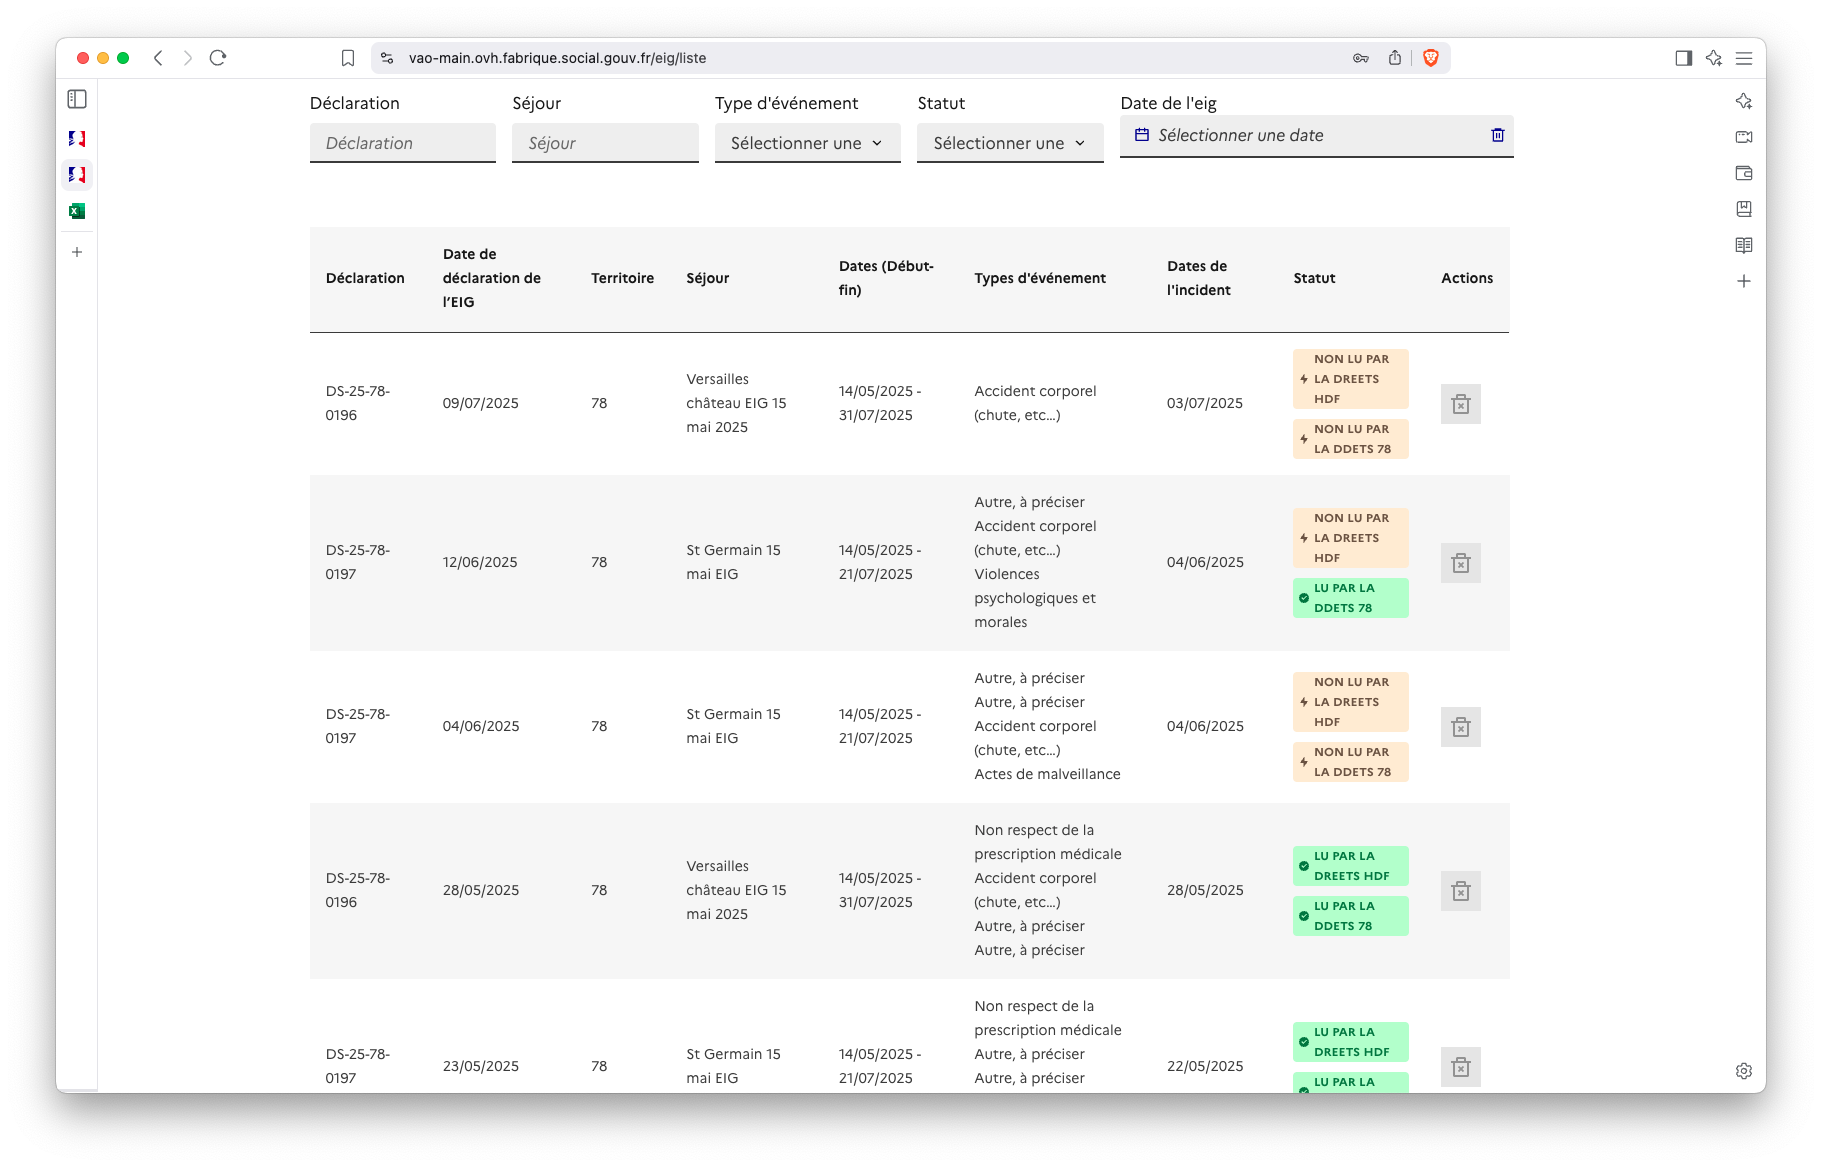 vao-main.ovh.fabrique.social.gouv.fr/eig/liste
Déclaration
Séjour
Type d'événement
Statut
Date de l'eig
Déclaration
Séjour
Sélectionner une
Sélectionner une
Sélectionner une date
Déclaration
Date de
déclaration de
l’EIG
Territoire
Séjour
Dates (Début-
fin)
Types d'événement
Dates de
l'incident
Statut
Actions
DS-25-78-
0196
09/07/2025
78
Versailles
château EIG 15
mai 2025
14/05/2025 -
31/07/2025
Accident corporel
(chute, etc…)
03/07/2025
NON LU PAR
LA DREETS
HDF
NON LU PAR
LA DDETS 78
DS-25-78-
0197
12/06/2025
78
St Germain 15
mai EIG
14/05/2025 -
21/07/2025
Autre, à préciser
Accident corporel
(chute, etc…)
Violences
psychologiques et
morales
04/06/2025
NON LU PAR
LA DREETS
HDF
LU PAR LA
DDETS 78
DS-25-78-
0197
04/06/2025
78
St Germain 15
mai EIG
14/05/2025 -
21/07/2025
Autre, à préciser
Autre, à préciser
Accident corporel
(chute, etc…)
Actes de malveillance
04/06/2025
NON LU PAR
LA DREETS
HDF
NON LU PAR
LA DDETS 78
DS-25-78-
0196
28/05/2025
78
Versailles
château EIG 15
mai 2025
14/05/2025 -
31/07/2025
Non respect de la
prescription médicale
Accident corporel
(chute, etc…)
Autre, à préciser
Autre, à préciser
28/05/2025
LU PAR LA
DREETS HDF
LU PAR LA
DDETS 78
DS-25-78-
0197
23/05/2025
78
St Germain 15
mai EIG
14/05/2025 -
21/07/2025
Non respect de la
prescription médicale
Autre, à préciser
Autre, à préciser
22/05/2025
LU PAR LA
DREETS HDF
LU PAR LA